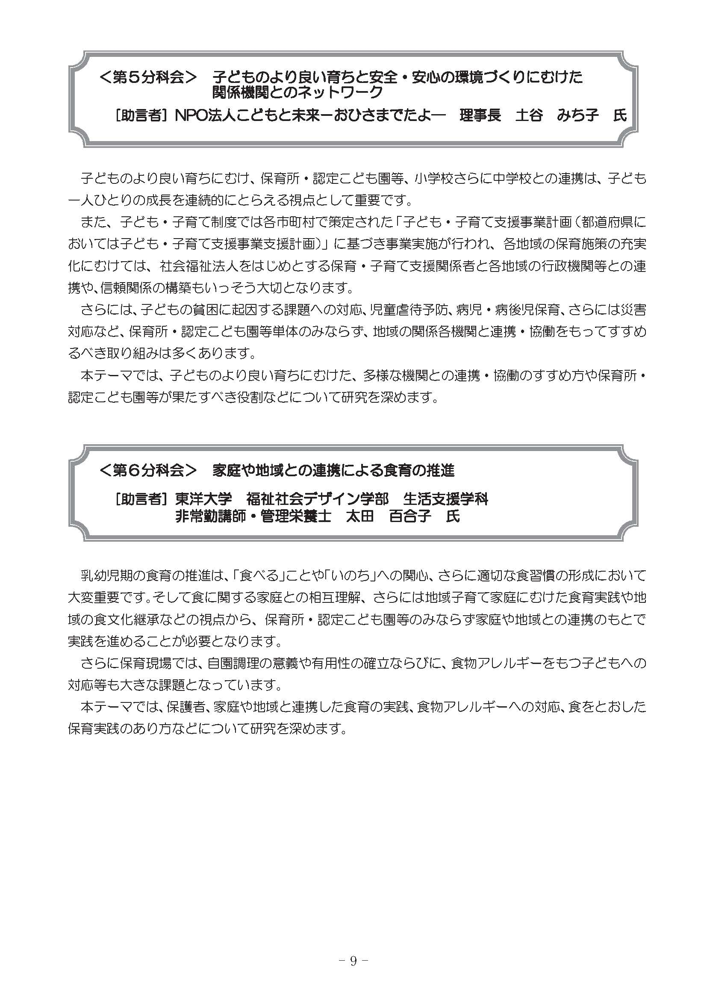 ＜第５分科会＞　子どものより良い育ちと安全・安心の環境づくりにむけた
関係機関とのネットワーク
［助言者］NPO法人こどもと未来－おひさまでたよ―　理事長　土谷　みち子　氏
子どものより良い育ちにむけ、保育所・認定こども園等、小学校さらに中学校との連携は、子ども
一人ひとりの成長を連続的にとらえる視点として重要です。
また、子ども・子育て制度では各市町村で策定された「子ども・子育て支援事業計画（都道府県に
おいては子ども・子育て支援事業支援計画）」に基づき事業実施が行われ、各地域の保育施策の充実
化にむけては、社会福祉法人をはじめとする保育・子育て支援関係者と各地域の行政機関等との連
携や、信頼関係の構築もいっそう大切となります。
さらには、子どもの貧困に起因する課題への対応、児童虐待予防、病児・病後児保育、さらには災害
対応など、保育所・認定こども園等単体のみならず、地域の関係各機関と連携・協働をもってすすめ
るべき取り組みは多くあります。
本テーマでは、子どものより良い育ちにむけた、多様な機関との連携・協働のすすめ方や保育所・
認定こども園等が果たすべき役割などについて研究を深めます。
＜第６分科会＞　家庭や地域との連携による食育の推進
［助言者］東洋大学　福祉社会デザイン学部　生活支援学科
非常勤講師・管理栄養士　太田　百合子　氏
乳幼児期の食育の推進は、「食べる」ことや「いのち」への関心、さらに適切な食習慣の形成において
大変重要です。そして食に関する家庭との相互理解、さらには地域子育て家庭にむけた食育実践や地
域の食文化継承などの視点から、保育所・認定こども園等のみならず家庭や地域との連携のもとで
実践を進めることが必要となります。
さらに保育現場では、自園調理の意義や有用性の確立ならびに、食物アレルギーをもつ子どもへの
対応等も大きな課題となっています。
本テーマでは、保護者、家庭や地域と連携した食育の実践、食物アレルギーへの対応、食をとおした
保育実践のあり方などについて研究を深めます。
－ 9 －